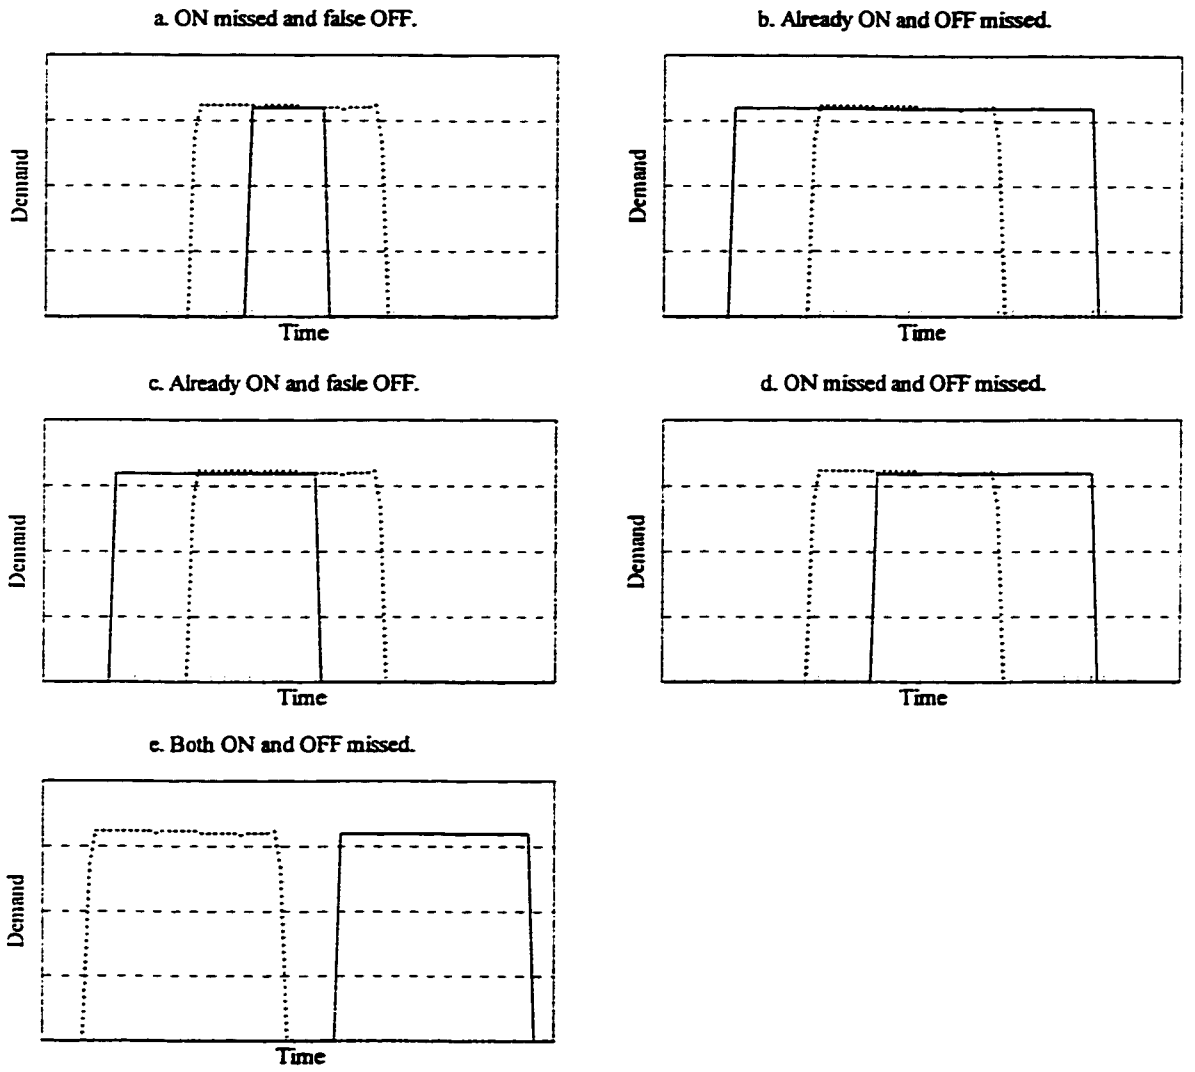 a. ON missed and false OFF.
Demand
Time
b. Already ON and OFF missed.
Demand
Time
c. Already ON and fasle OFF.
Demand
Time
d. ON missed and OFF missed.
Demand
Time
e. Both ON and OFF missed.
Demand
Time